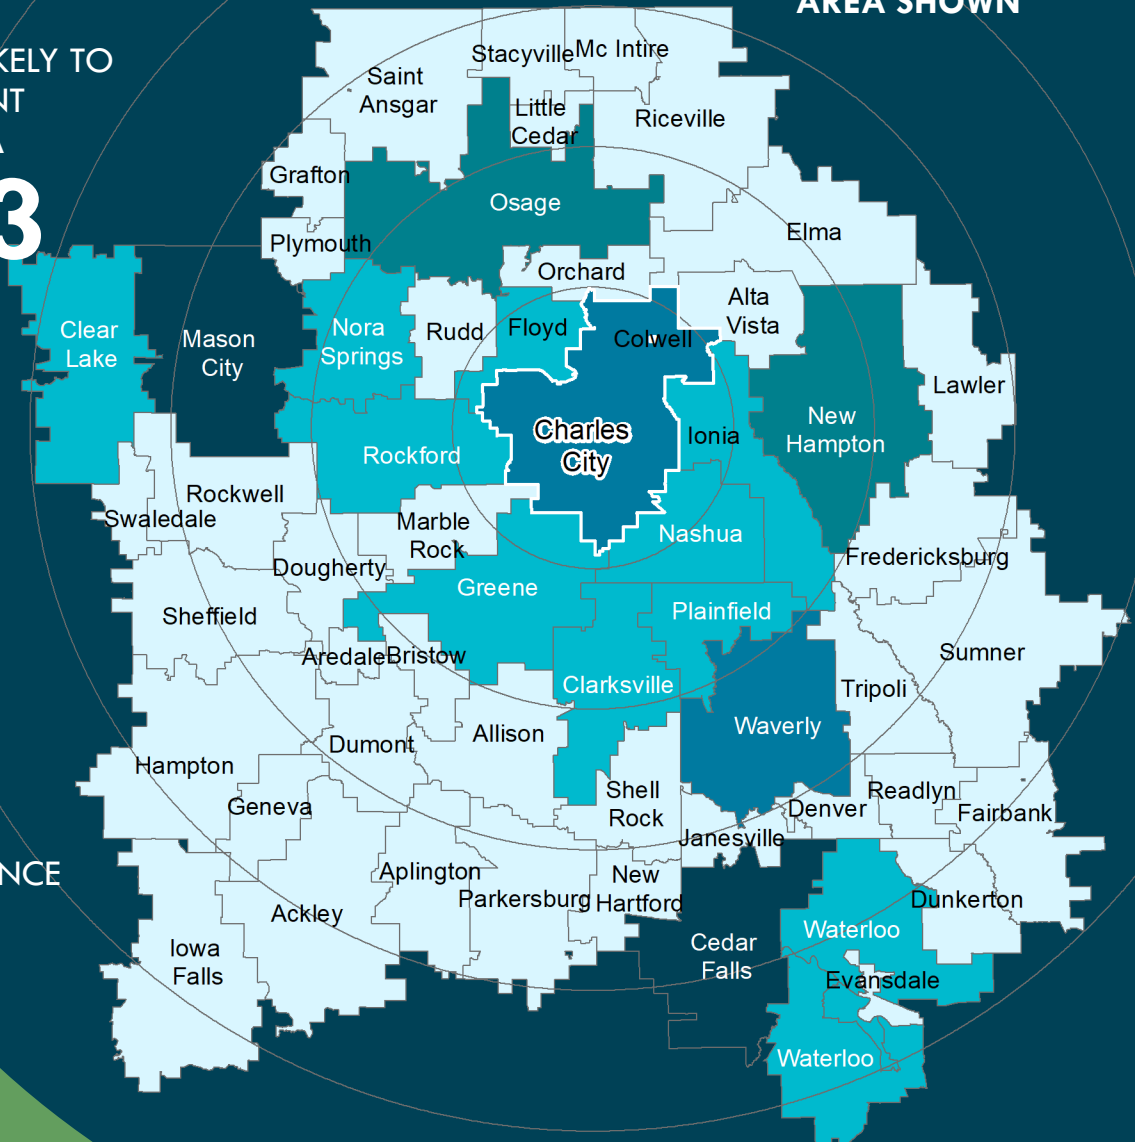 AREA SHOWN
KELY TO
NT
A
3
Stacyville
Mc Intire
Saint
Ansgar
Little
Cedar
Riceville
Grafton
Osage
Plymouth
Elma
Orchard
Clear
Lake
Mason
City
Nora
Springs
Rudd
Floyd
Colwell
Alta
Vista
Lawler
New
Hampton
Charles
City
Ionia
Rockford
Rockwell
Swaledale
Marble
Rock
Nashua
Fredericksburg
Dougherty
Greene
Sheffield
Plainfield
Aredale
Bristow
Sumner
Clarksville
Tripoli
Waverly
Allison
Dumont
Hampton
Geneva
Shell
Rock
Denver
Readlyn
Fairbank
Janesville
NCE
Aplington
Parkersburg
New
Hartford
Dunkerton
Ackley
Waterloo
Iowa
Falls
Cedar
Falls
Evansdale
Waterloo